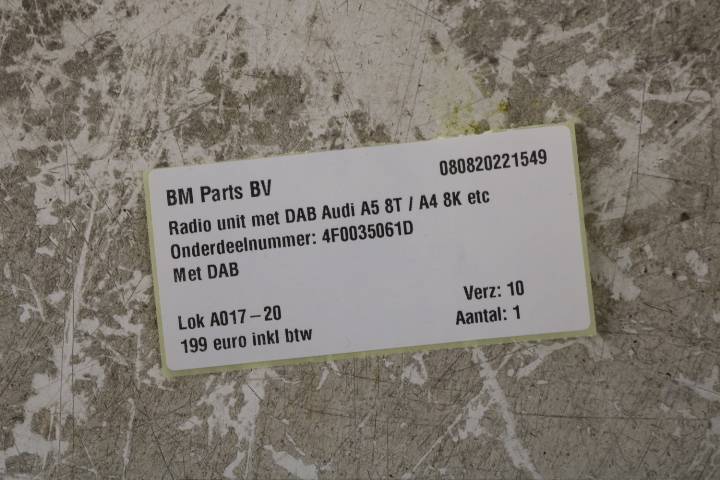 BM Parts BV 080820221549
Radio unit met DAB Audi A5 8T / A4 8K etc
Onderdeelnummer: 4F0035061D
Met DAB
Lok A017-20 Verz: 10
199 euro inkl btw Aantal: 1